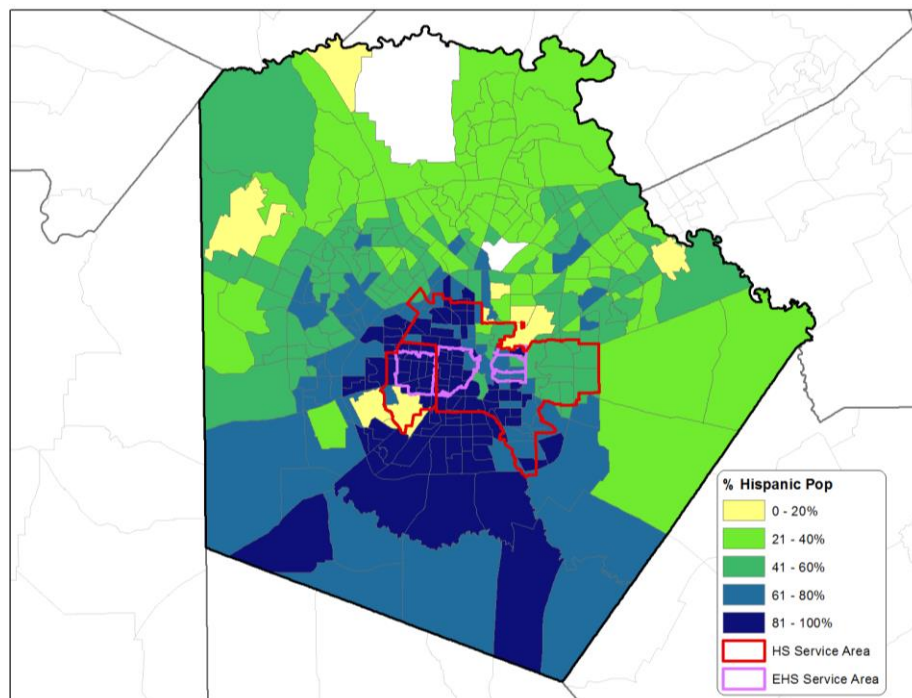 % Hispanic Pop
0 - 20%
21 - 40%
41 - 60%
61 - 80%
81 - 100%
HS Service Area
EHS Service Area